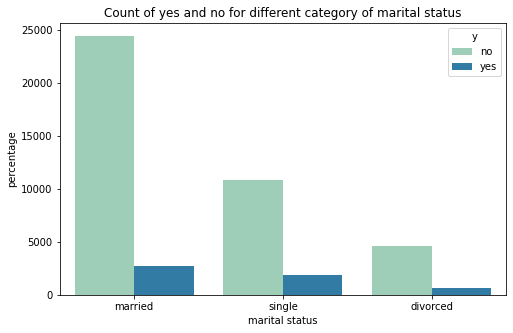 Count of yes and no for different category of marital status
y
no
yes
25000
20000
15000
10000
5000
0
percentage
married single divorced
marital status